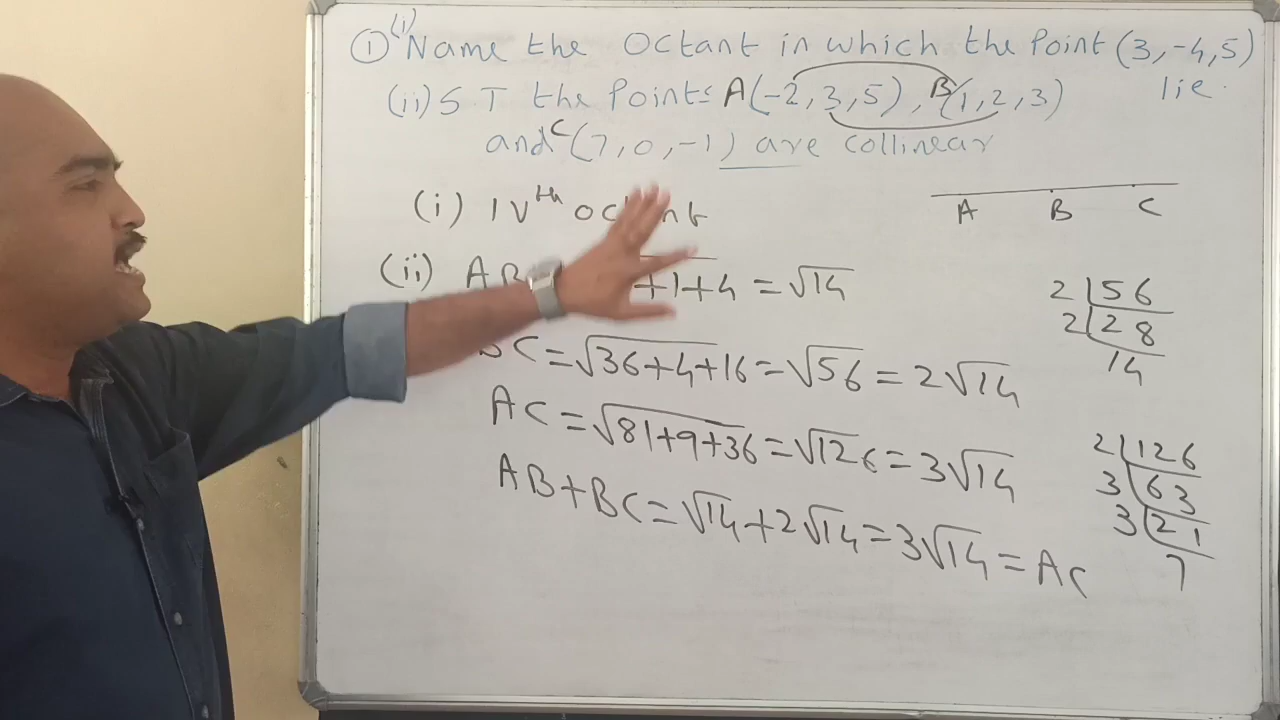 ① (i) Name the Octant in which the Point (3,-4,5) lie.
(ii) S T the Points A(-2,3,5), B(1,2,3)
and C(7,0,-1) are collinear
(i) IVth
A B C
(ii) AB +1+4 = √14
BC = √36+4+16 = √56 = 2√14
AC = √81+9+36 = √126 = 3√14
AB+BC = √14+2√14 = 3√14 = AC
2 56
2 28
14
2 126
3 63
3 21
7